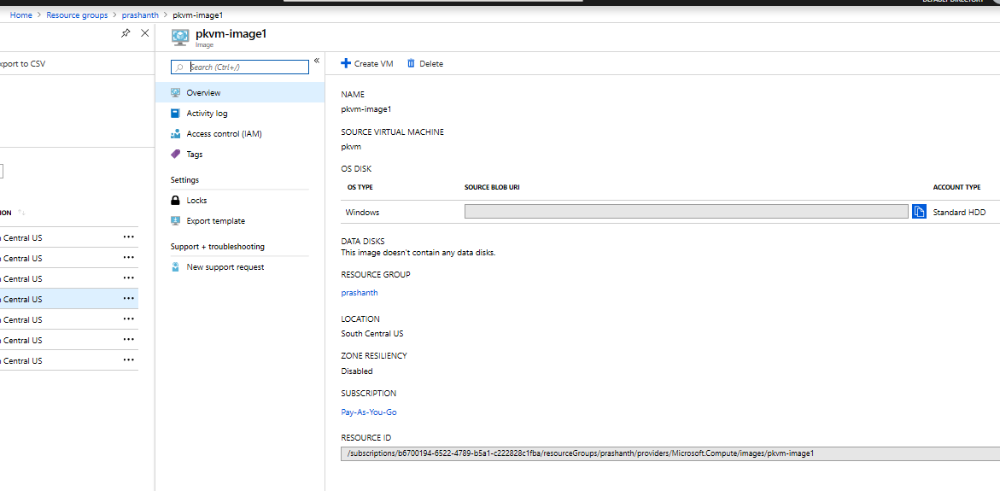 DEFAULT DIRECTORY
Home > Resource groups > prashanth > pkvm-image1
pkvm-image1
Image
xport to CSV
Search (Ctrl+/)
«
Create VM Delete
Overview
Activity log
Access control (IAM)
Tags
Settings
Locks
Export template
Support + troubleshooting
New support request
ION
Central US
Central US
Central US
Central US
Central US
Central US
Central US
NAME
pkvm-image1
SOURCE VIRTUAL MACHINE
pkvm
OS DISK
OS TYPE SOURCE BLOB URI ACCOUNT TYPE
Windows Standard HDD
DATA DISKS
This image doesn't contain any data disks.
RESOURCE GROUP
prashanth
LOCATION
South Central US
ZONE RESILIENCY
Disabled
SUBSCRIPTION
Pay-As-You-Go
RESOURCE ID
/subscriptions/b6700194-6522-4789-b5a1-c222828c1fba/resourceGroups/prashanth/providers/Microsoft.Compute/images/pkvm-image1